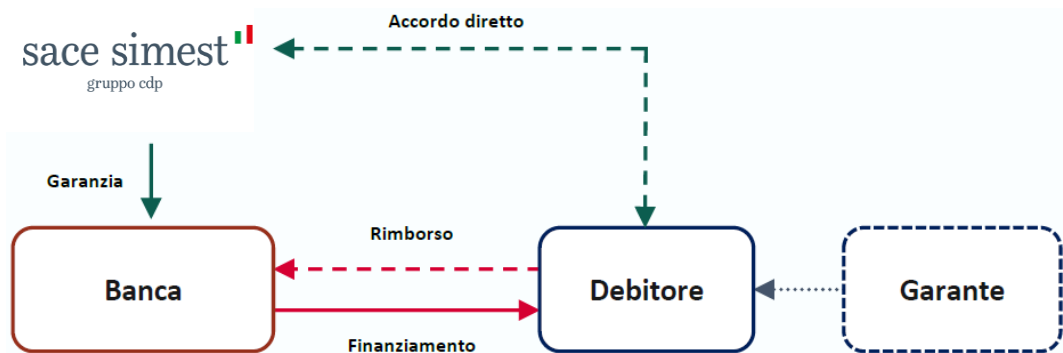 Accordo diretto
sace simest
gruppo cdp
Garanzia
Rimborso
Banca
Debitore
Garante
Finanziamento